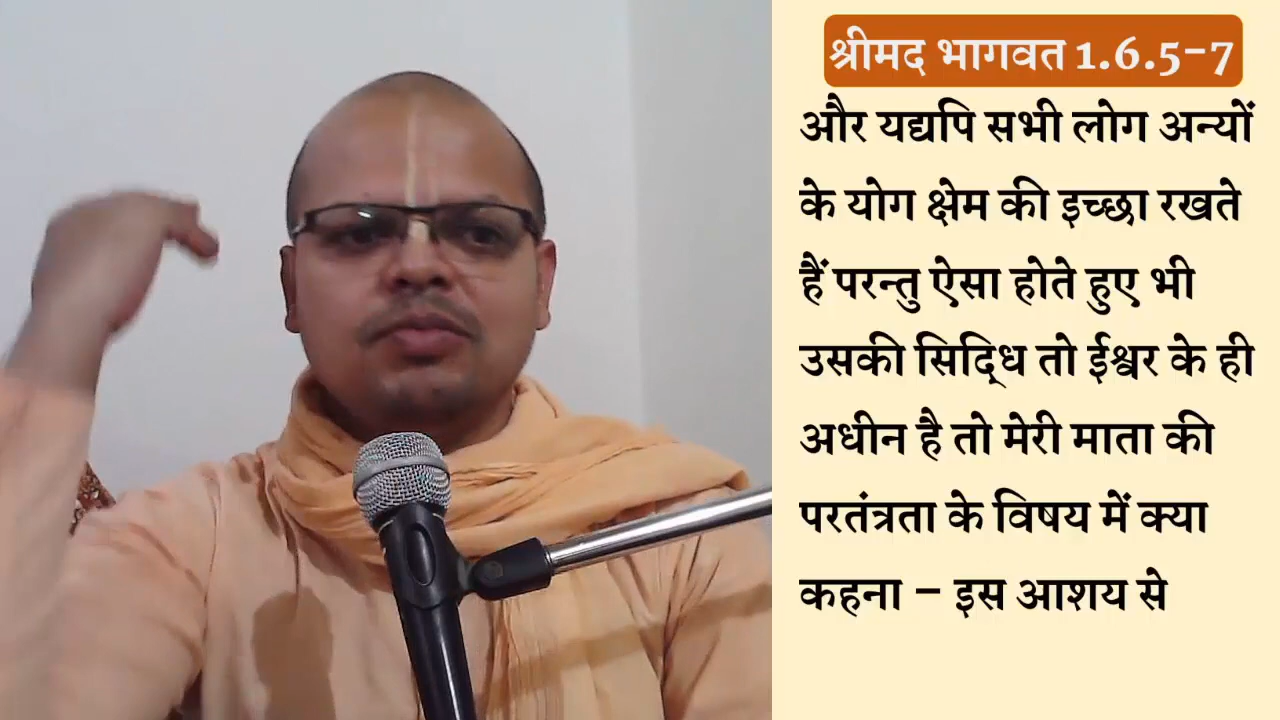 श्रीमद भागवत 1.6.5-7
और यद्यपि सभी लोग अन्यों
के योग क्षेम की इच्छा रखते
हैं परन्तु ऐसा होते हुए भी
उसकी सिद्धि तो ईश्वर के ही
अधीन है तो मेरी माता की
परतंत्रता के विषय में क्या
कहना – इस आशय से